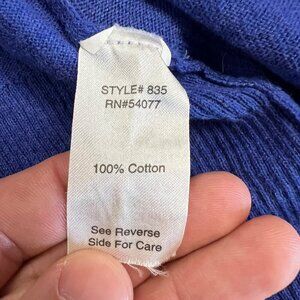 STYLE# 835
RN#54077
100% Cotton
See Reverse
Side For Care